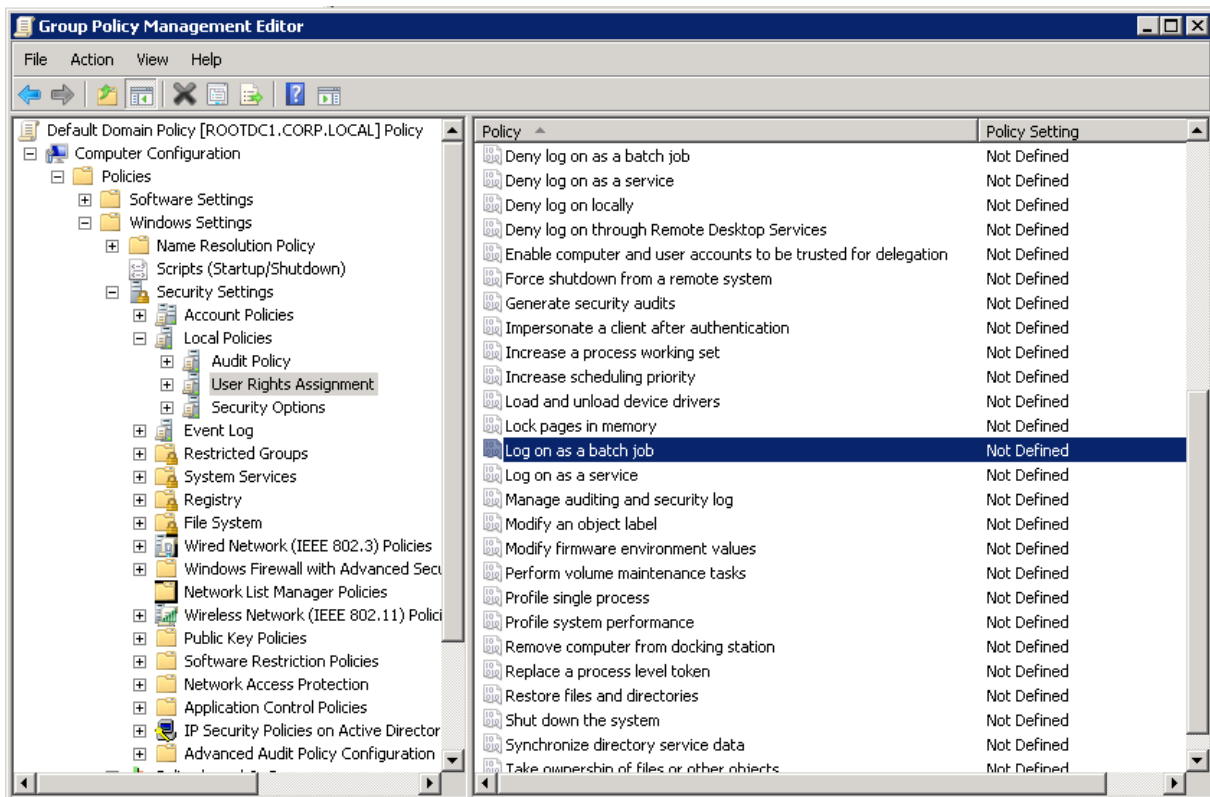 Group Policy Management Editor
File Action View Help
Default Domain Policy [ROOTDC1.CORP.LOCAL] Policy
Computer Configuration
Policies
Software Settings
Windows Settings
Name Resolution Policy
Scripts (Startup/Shutdown)
Security Settings
Account Policies
Local Policies
Audit Policy
User Rights Assignment
Security Options
Event Log
Restricted Groups
System Services
Registry
File System
Wired Network (IEEE 802.3) Policies
Windows Firewall with Advanced Secu
Network List Manager Policies
Wireless Network (IEEE 802.11) Polici
Public Key Policies
Software Restriction Policies
Network Access Protection
Application Control Policies
IP Security Policies on Active Director
Advanced Audit Policy Configuration
Policy Policy Setting
Deny log on as a batch job Not Defined
Deny log on as a service Not Defined
Deny log on locally Not Defined
Deny log on through Remote Desktop Services Not Defined
Enable computer and user accounts to be trusted for delegation Not Defined
Force shutdown from a remote system Not Defined
Generate security audits Not Defined
Impersonate a client after authentication Not Defined
Increase a process working set Not Defined
Increase scheduling priority Not Defined
Load and unload device drivers Not Defined
Lock pages in memory Not Defined
Log on as a batch job Not Defined
Log on as a service Not Defined
Manage auditing and security log Not Defined
Modify an object label Not Defined
Modify firmware environment values Not Defined
Perform volume maintenance tasks Not Defined
Profile single process Not Defined
Profile system performance Not Defined
Remove computer from docking station Not Defined
Replace a process level token Not Defined
Restore files and directories Not Defined
Shut down the system Not Defined
Synchronize directory service data Not Defined
Take ownership of files or other objects Not Defined